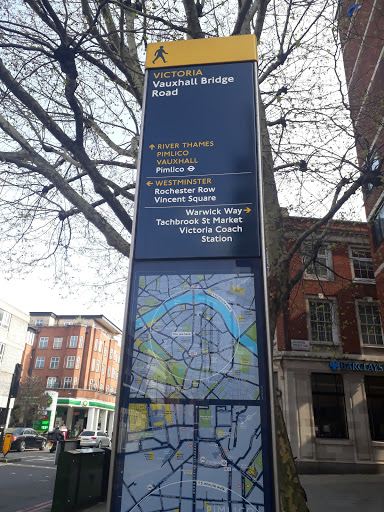 VICTORIA
Vauxhall Bridge
Road
RIVER THAMES
PIMLICO
VAUXHALL
Pimlico
WESTMINSTER
Rochester Row
Vincent Square
Warwick Way
Tachbrook St Market
Victoria Coach
Station
BARCLAYS
PIMLICO